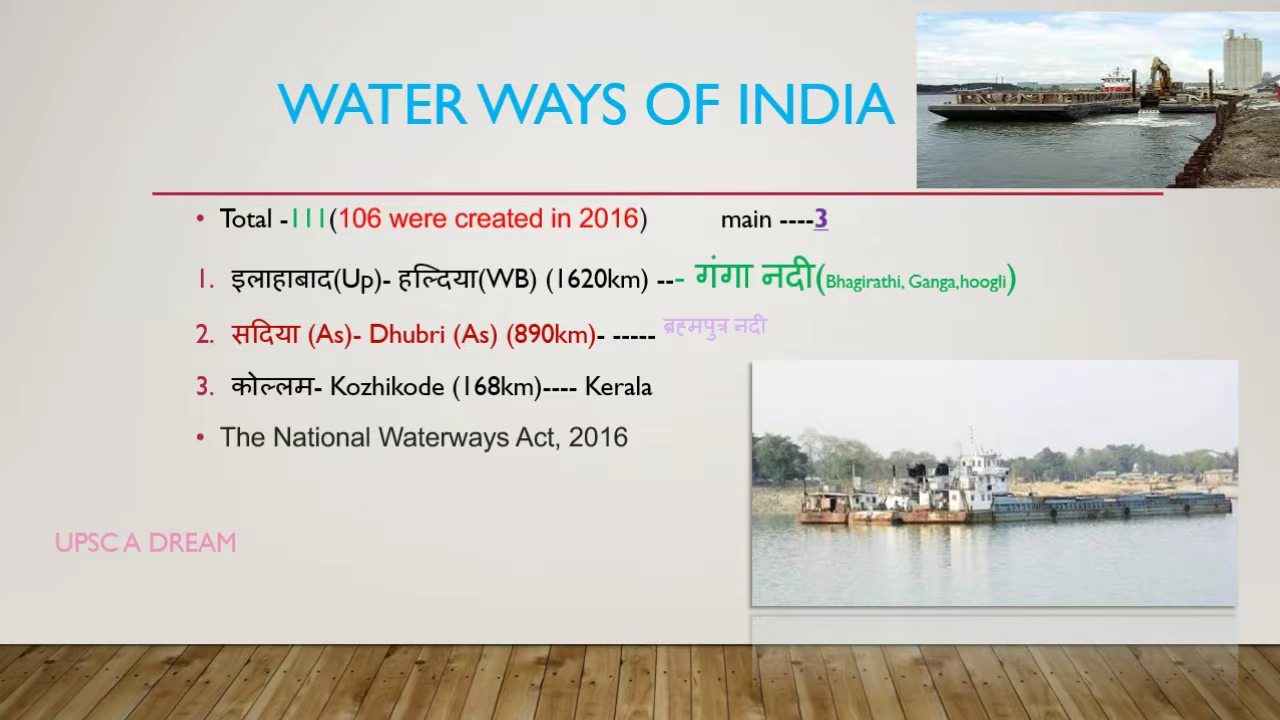 WATER WAYS OF INDIA
• Total -111(106 were created in 2016) main ----3
1. इलाहाबाद(Up)- हल्दिया(WB) (1620km) --- गंगा नदी(Bhagirathi, Ganga,hoogli)
2. सदिया (As)- Dhubri (As) (890km)- ----- ब्रह्मपुत्र नदी
3. कोल्लम- Kozhikode (168km)---- Kerala
• The National Waterways Act, 2016
UPSC A DREAM